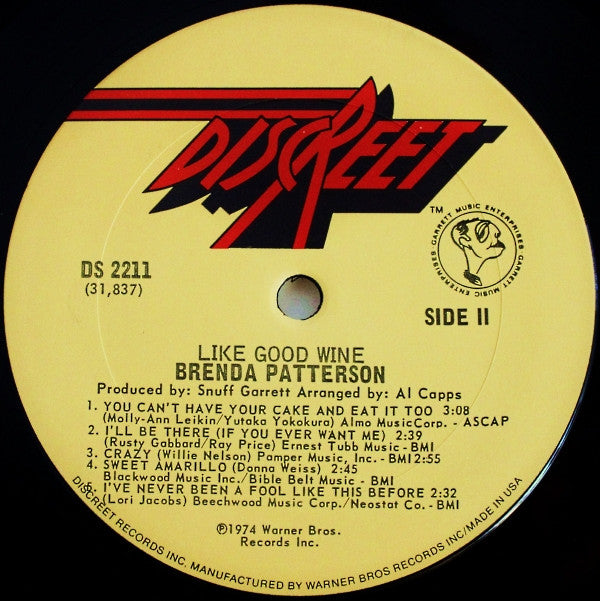 DISCREET
TM
GARRETT MUSIC ENTERPRISES · GARRETT MUSIC ENTERPRISES ·
DS 2211
(31,837)
SIDE II
LIKE GOOD WINE
BRENDA PATTERSON
Produced by: Snuff Garrett Arranged by: Al Capps
1. YOU CAN'T HAVE YOUR CAKE AND EAT IT TOO 3:08
(Molly-Ann Leikin/Yutaka Yokokura) Almo MusicCorp. - ASCAP
2. I'LL BE THERE (IF YOU EVER WANT ME) 2:39
(Rusty Gabbard/Ray Price) Ernest Tubb Music - BMI
3. CRAZY (Willie Nelson) Pamper Music, Inc. - BMI 2:55
4. SWEET AMARILLO (Donna Weiss) 2:45
Blackwood Music Inc./Bible Belt Music - BMI
5. I'VE NEVER BEEN A FOOL LIKE THIS BEFORE 2:32
(Lori Jacobs) Beechwood Music Corp/Neostat Co. - BMI
℗1974 Warner Bros.
Records Inc.
DISCREET RECORDS INC. MANUFACTURED BY WARNER BROS RECORDS INC/MADE IN USA